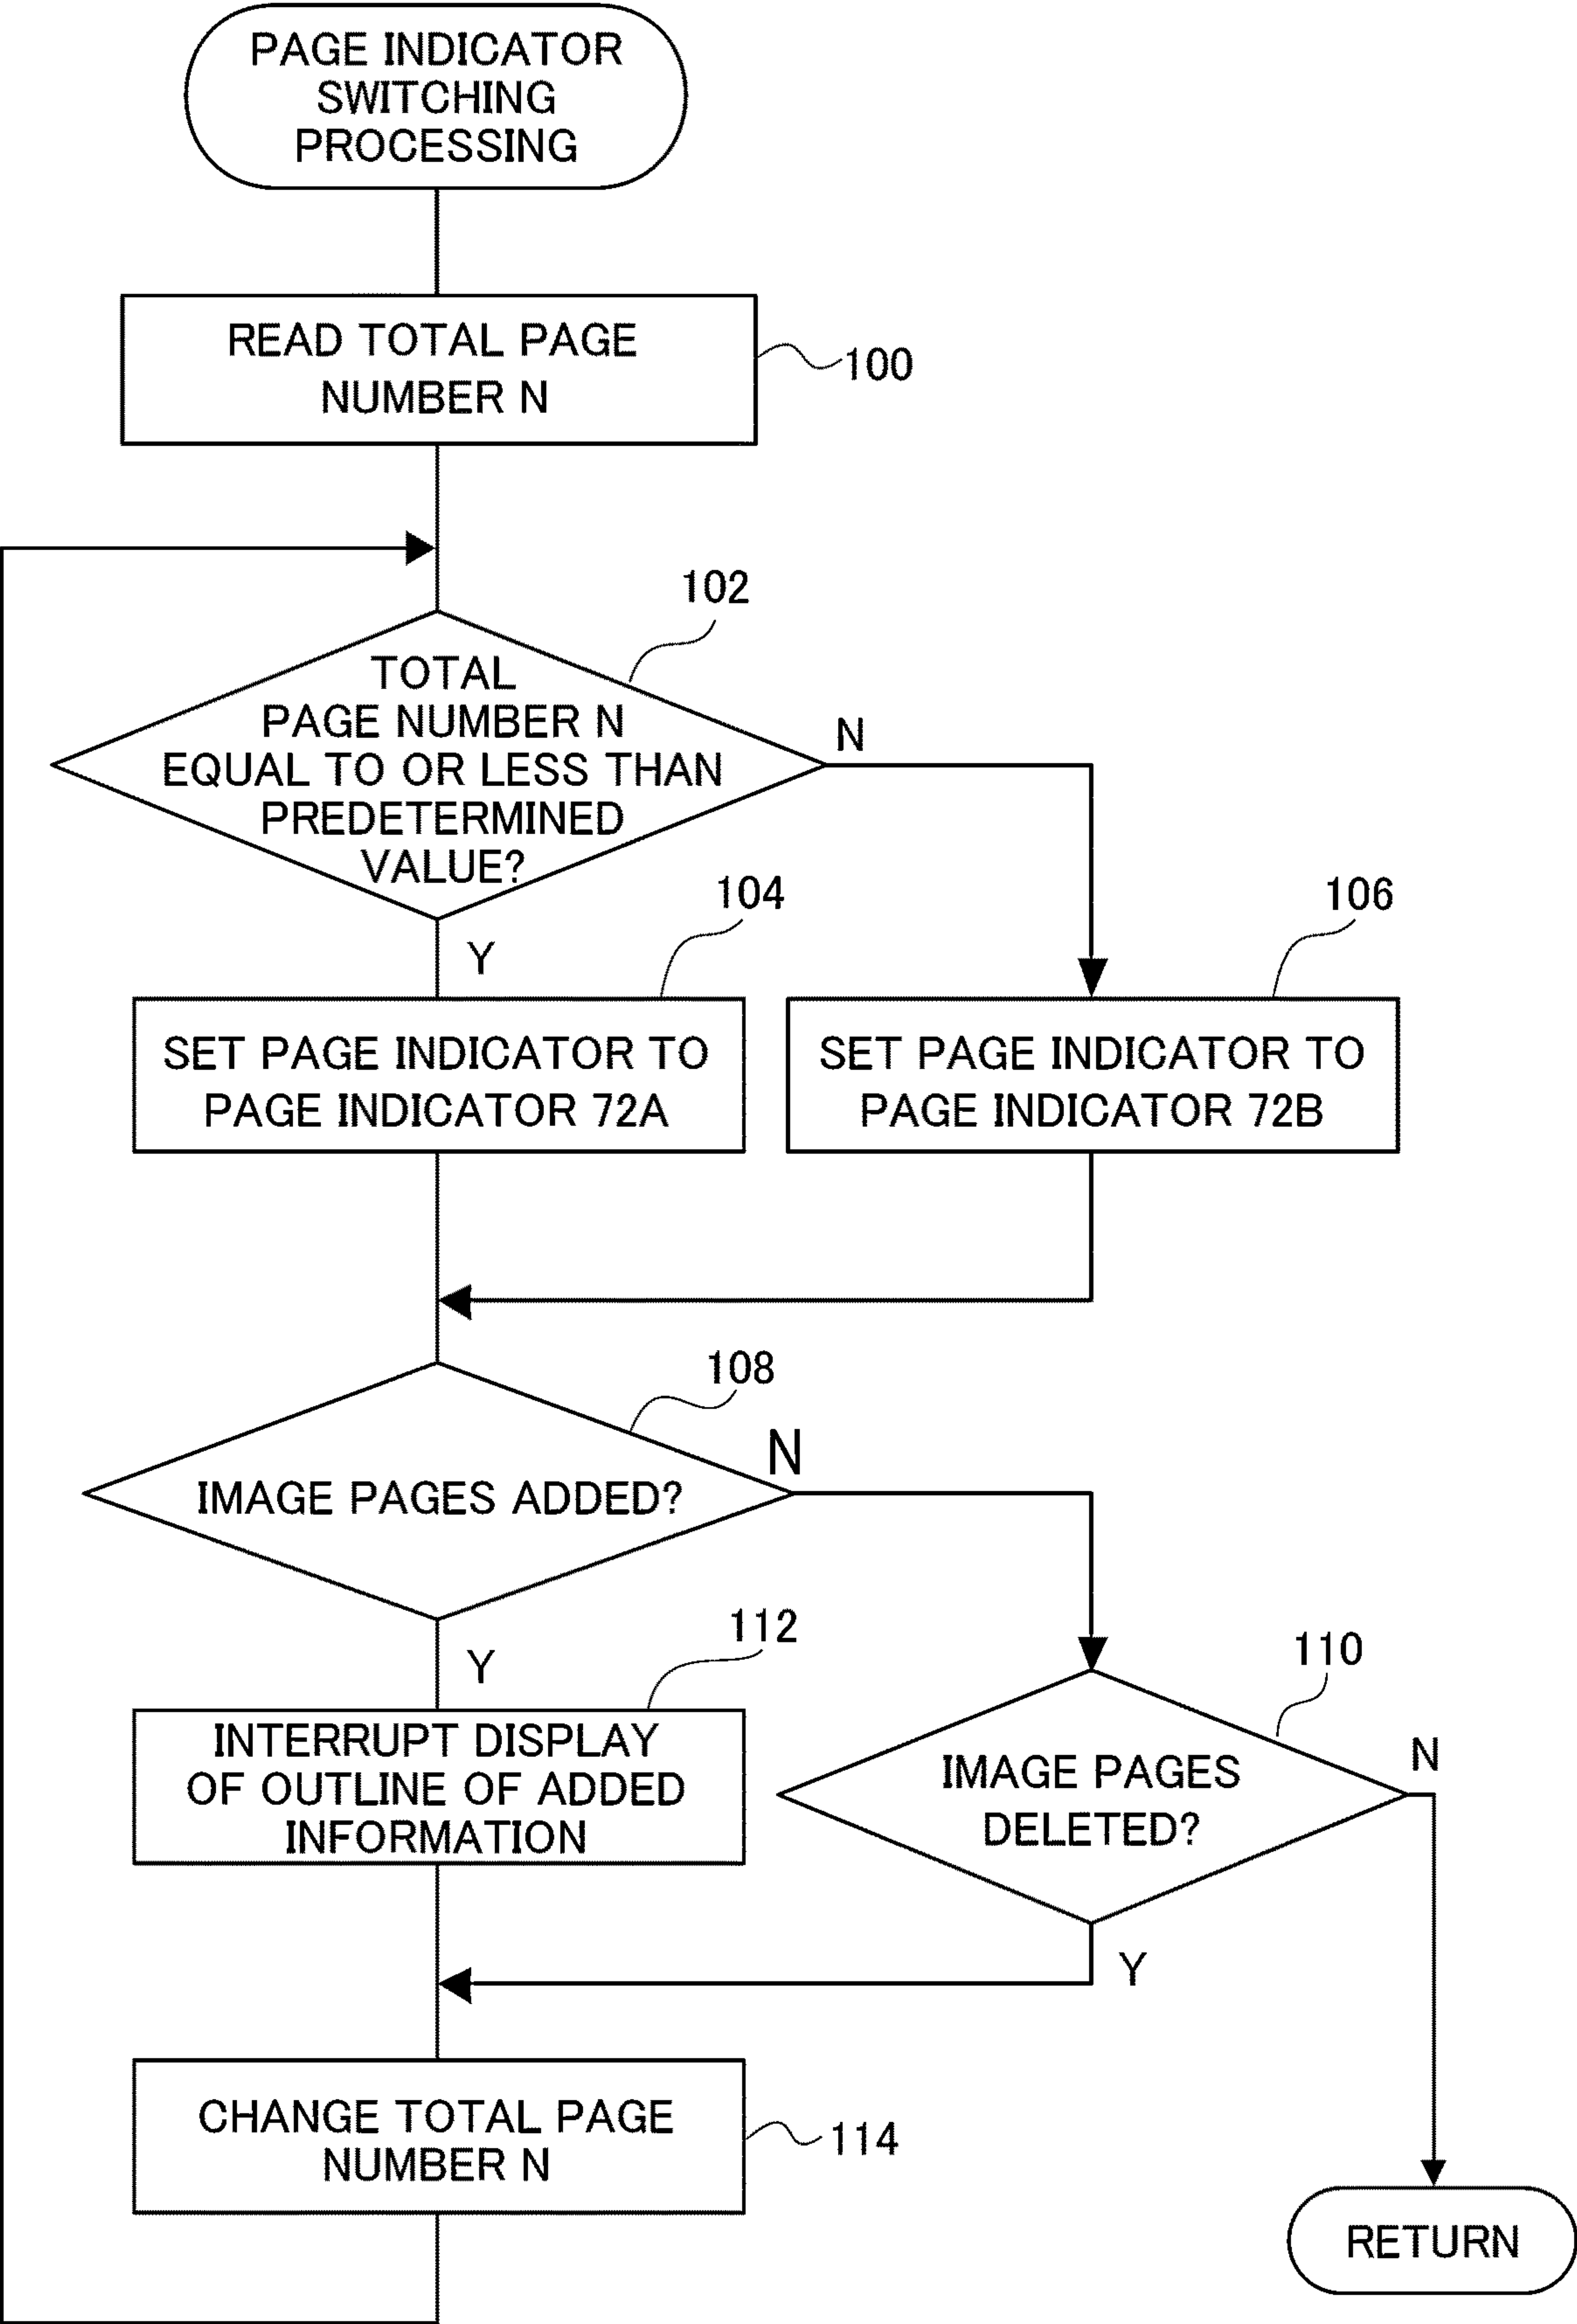 PAGE INDICATOR
SWITCHING
PROCESSING
READ TOTAL PAGE
NUMBER N
100
102
TOTAL
PAGE NUMBER N
EQUAL TO OR LESS THAN
PREDETERMINED
VALUE?
N
Y
104
106
SET PAGE INDICATOR TO
PAGE INDICATOR 72A
SET PAGE INDICATOR TO
PAGE INDICATOR 72B
108
IMAGE PAGES ADDED?
N
Y
112
110
INTERRUPT DISPLAY
OF OUTLINE OF ADDED
INFORMATION
IMAGE PAGES
DELETED?
N
Y
CHANGE TOTAL PAGE
NUMBER N
114
RETURN